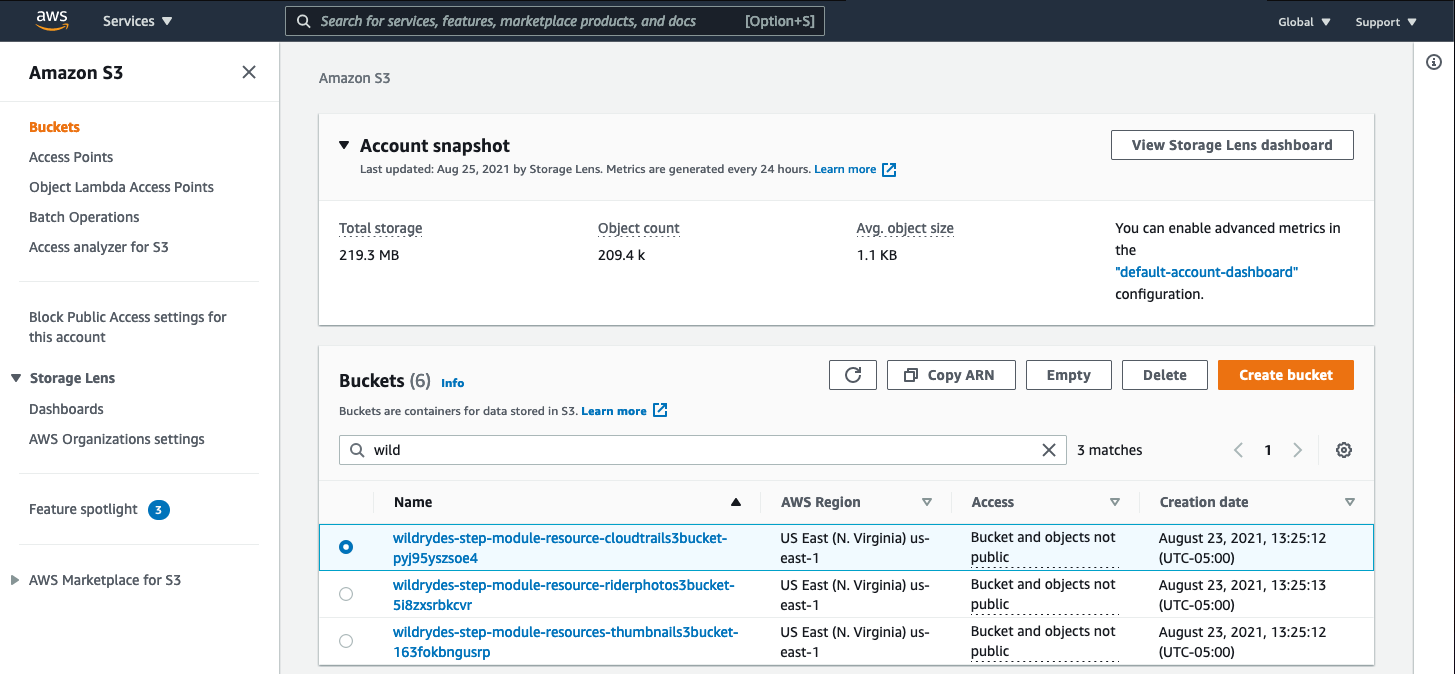 aws
Services ▼
Search for services, features, marketplace products, and docs [Option+S]
Global ▼
Support ▼
Amazon S3
Buckets
Access Points
Object Lambda Access Points
Batch Operations
Access analyzer for S3
Block Public Access settings for
this account
Storage Lens
Dashboards
AWS Organizations settings
Feature spotlight 3
AWS Marketplace for S3
Amazon S3
Account snapshot
View Storage Lens dashboard
Last updated: Aug 25, 2021 by Storage Lens. Metrics are generated every 24 hours. Learn more
Total storage
219.3 MB
Object count
209.4 k
Avg. object size
1.1 KB
You can enable advanced metrics in
the
"default-account-dashboard"
configuration.
Buckets (6) Info
Copy ARN
Empty
Delete
Create bucket
Buckets are containers for data stored in S3. Learn more
wild
3 matches
1
Name
AWS Region
Access
Creation date
wildrydes-step-module-resource-cloudtrails3bucket-
pyj95yszsoe4
US East (N. Virginia) us-
east-1
Bucket and objects not
public
August 23, 2021, 13:25:12
(UTC-05:00)
wildrydes-step-module-resource-riderphotos3bucket-
5i8zxsrbkcvr
US East (N. Virginia) us-
east-1
Bucket and objects not
public
August 23, 2021, 13:25:13
(UTC-05:00)
wildrydes-step-module-resources-thumbnails3bucket-
163fokbngusrp
US East (N. Virginia) us-
east-1
Bucket and objects not
public
August 23, 2021, 13:25:12
(UTC-05:00)